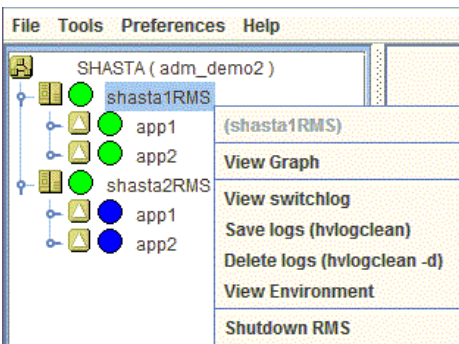 File Tools Preferences Help
SHASTA ( adm_demo2 )
shasta1RMS
app1
app2
shasta2RMS
app1
app2
(shasta1RMS)
View Graph
View switchlog
Save logs (hvlogclean)
Delete logs (hvlogclean -d)
View Environment
Shutdown RMS